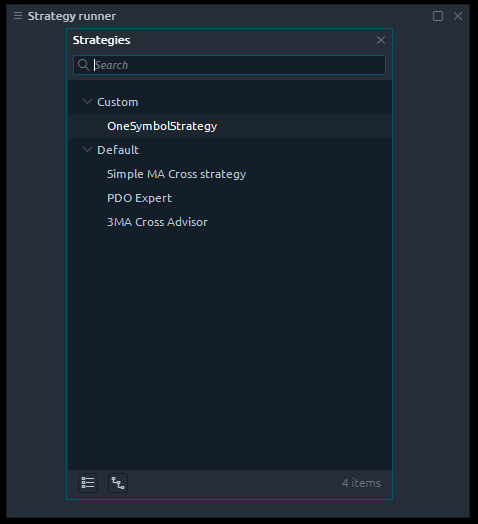 Strategy runner
Strategies
Search
Custom
OneSymbolStrategy
Default
Simple MA Cross strategy
PDO Expert
3MA Cross Advisor
4 items